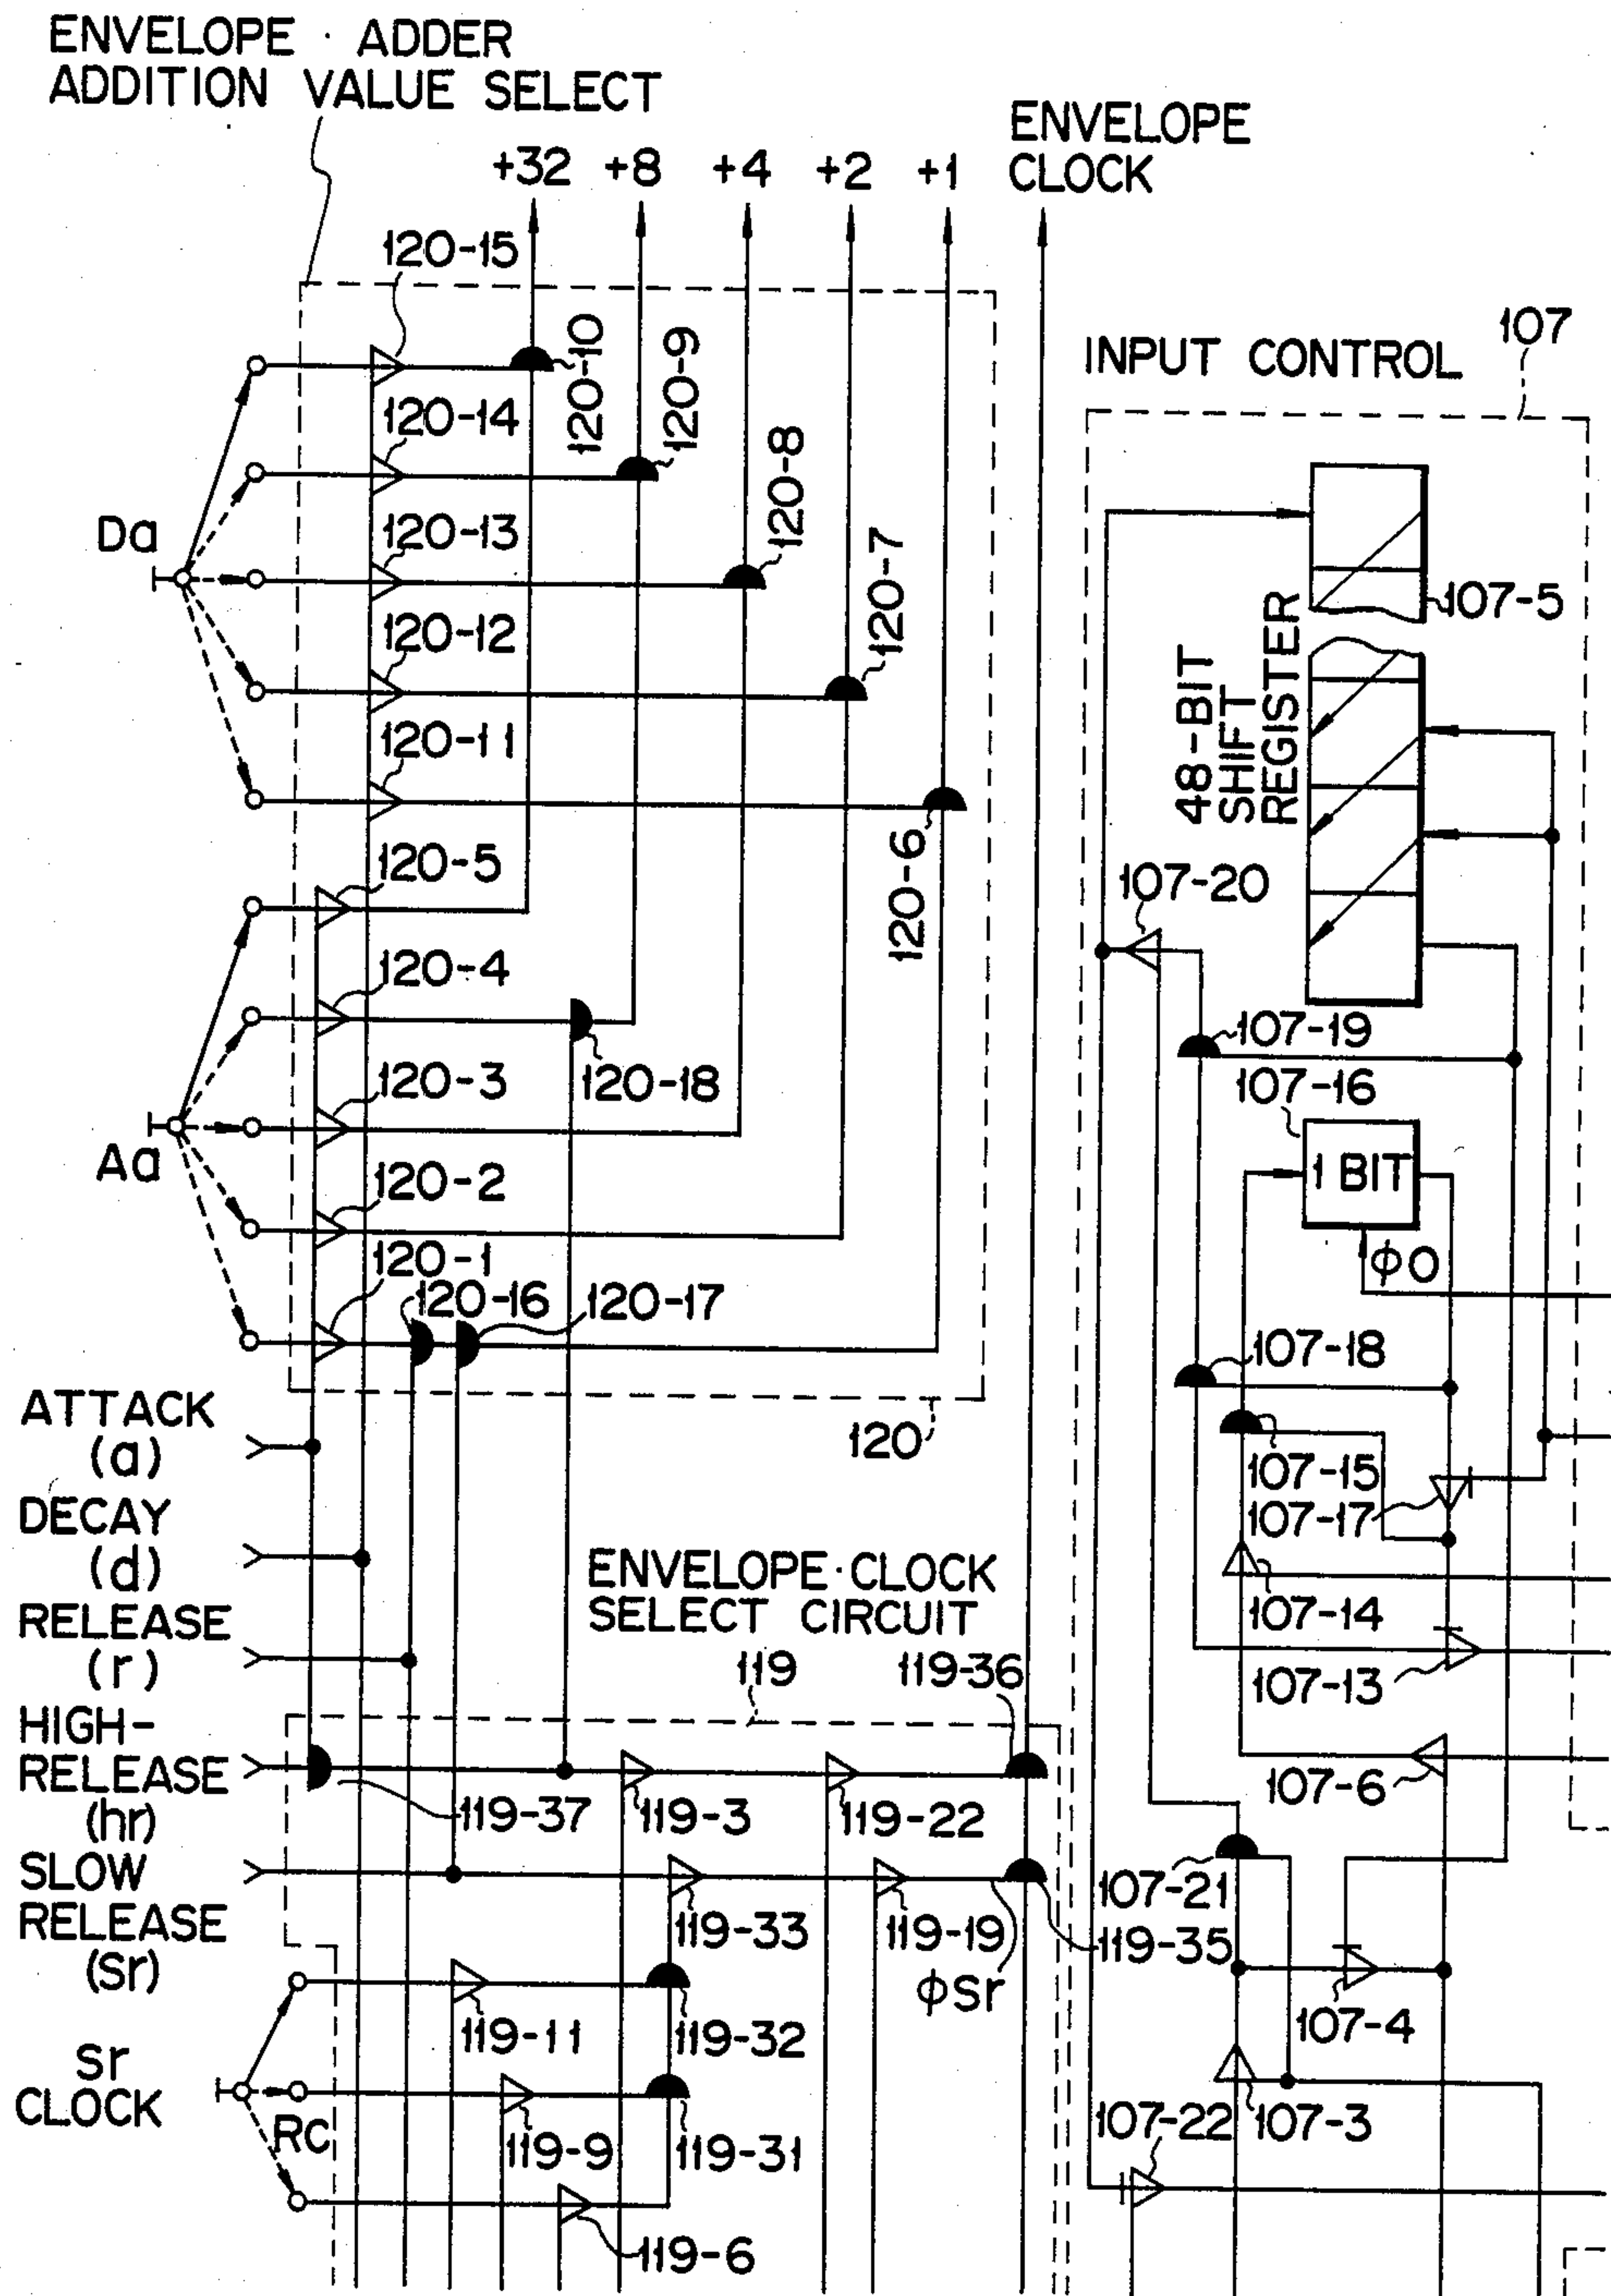 ENVELOPE · ADDER
ADDITION VALUE SELECT
ENVELOPE
CLOCK
+32 +8 +4 +2 +1
120-15
120-10
120-9
120-14
120-8
120-13
Da
120-7
120-12
120-11
120-6
120-5
120-4
120-18
120-3
Aa
120-2
120-1
120-16
120-17
120
INPUT CONTROL
107
107-5
48-BIT
SHIFT
REGISTER
107-20
107-19
107-16
1 BIT
φ0
107-18
107-15
107-17
107-14
107-13
107-6
107-21
107-4
107-3
107-22
ATTACK
(a)
DECAY
(d)
RELEASE
(r)
HIGH-
RELEASE
(hr)
SLOW
RELEASE
(Sr)
ENVELOPE·CLOCK
SELECT CIRCUIT
119
119-36
119-37
119-3
119-22
119-33
119-19
119-35
φSr
119-11
119-32
Sr
CLOCK
RC
119-9
119-31
119-6